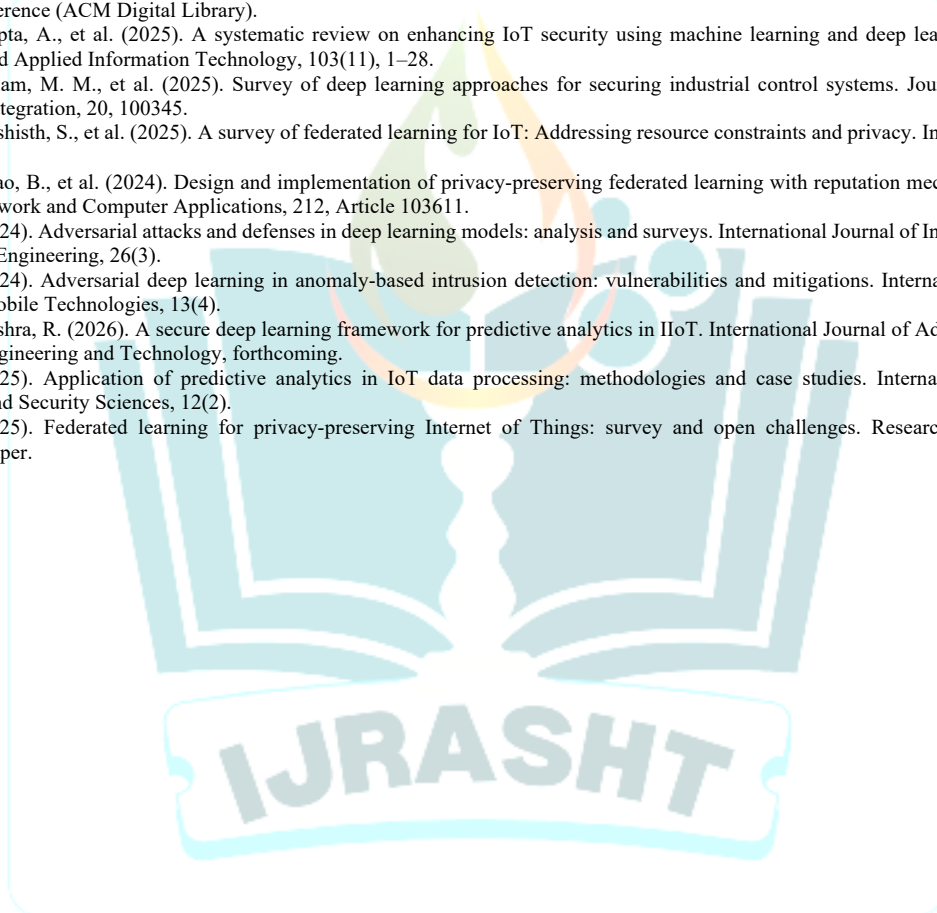 erence (ACM Digital Library).
pta, A., et al. (2025). A systematic review on enhancing IoT security using machine learning and deep lea
d Applied Information Technology, 103(11), 1–28.
am, M. M., et al. (2025). Survey of deep learning approaches for securing industrial control systems. Jou
tegration, 20, 100345.
shisth, S., et al. (2025). A survey of federated learning for IoT: Addressing resource constraints and privacy. In
ao, B., et al. (2024). Design and implementation of privacy-preserving federated learning with reputation med
work and Computer Applications, 212, Article 103611.
24). Adversarial attacks and defenses in deep learning models: analysis and surveys. International Journal of In
Engineering, 26(3).
24). Adversarial deep learning in anomaly-based intrusion detection: vulnerabilities and mitigations. Interna
obile Technologies, 13(4).
shra, R. (2026). A secure deep learning framework for predictive analytics in IIoT. International Journal of Ad
gineering and Technology, forthcoming.
25). Application of predictive analytics in IoT data processing: methodologies and case studies. Interna
d Security Sciences, 12(2).
25). Federated learning for privacy-preserving Internet of Things: survey and open challenges. Researc
per.
IJRASHT